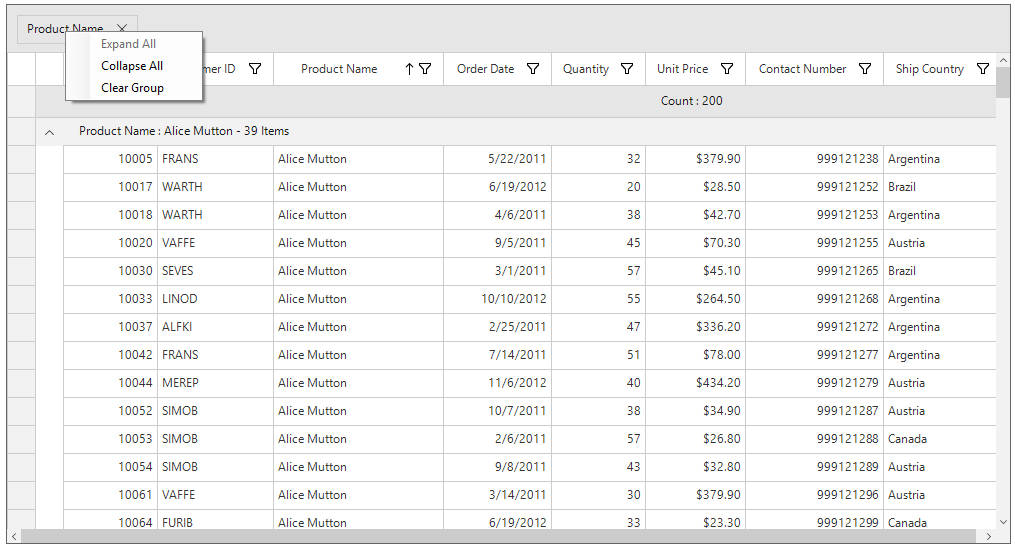 Product Name
Expand All
Collapse All
Clear Group
mer ID Product Name Order Date Quantity Unit Price Contact Number Ship Country
Count : 200
Product Name : Alice Mutton - 39 Items
10005 FRANS Alice Mutton 5/22/2011 32 $379.90 999121238 Argentina
10017 WARTH Alice Mutton 6/19/2012 20 $28.50 999121252 Brazil
10018 WARTH Alice Mutton 4/6/2011 38 $42.70 999121253 Argentina
10020 VAFFE Alice Mutton 9/5/2011 45 $70.30 999121255 Austria
10030 SEVES Alice Mutton 3/1/2011 57 $45.10 999121265 Brazil
10033 LINOD Alice Mutton 10/10/2012 55 $264.50 999121268 Argentina
10037 ALFKI Alice Mutton 2/25/2011 47 $336.20 999121272 Argentina
10042 FRANS Alice Mutton 7/14/2011 51 $78.00 999121277 Argentina
10044 MEREP Alice Mutton 11/6/2012 40 $434.20 999121279 Austria
10052 SIMOB Alice Mutton 10/7/2011 38 $34.90 999121287 Austria
10053 SIMOB Alice Mutton 2/6/2011 57 $26.80 999121288 Canada
10054 SIMOB Alice Mutton 9/8/2011 43 $32.80 999121289 Austria
10061 VAFFE Alice Mutton 3/14/2011 30 $379.90 999121296 Austria
10064 FURIB Alice Mutton 6/19/2012 33 $23.30 999121299 Canada